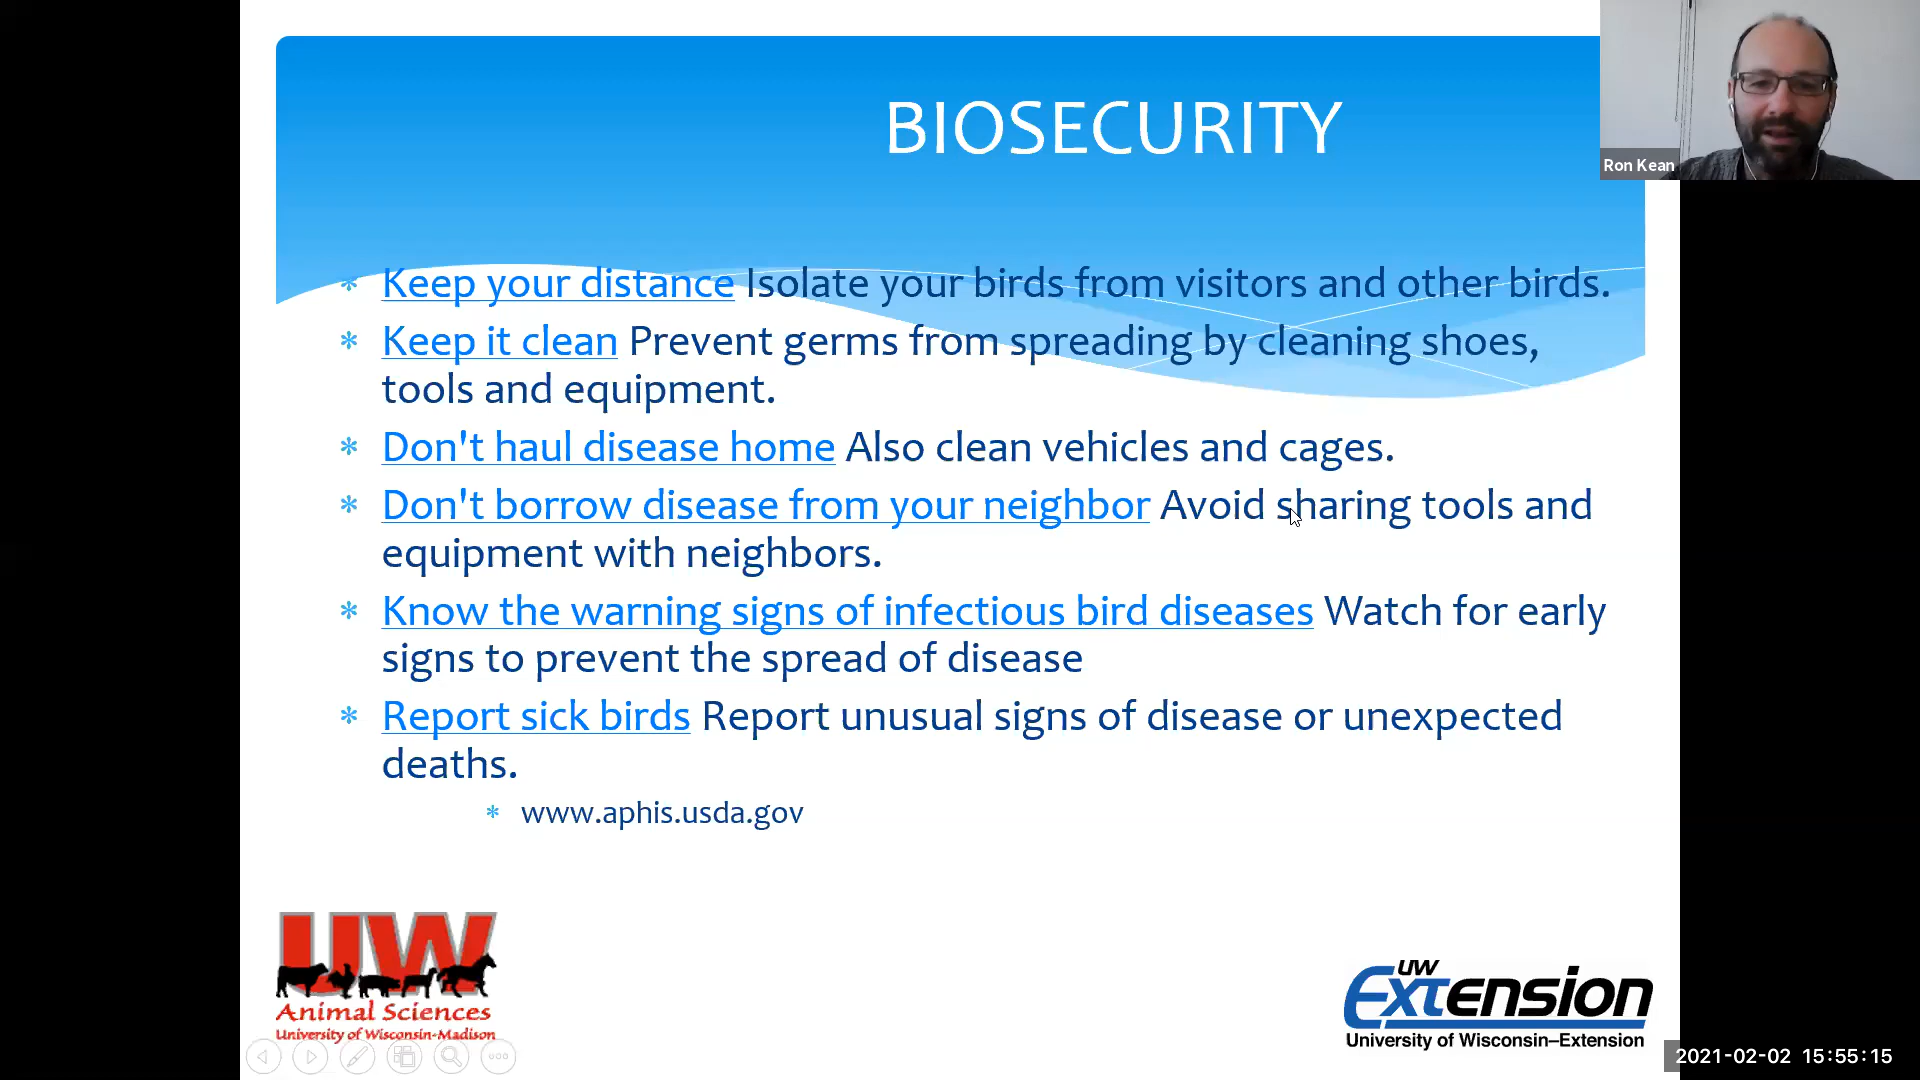 BIOSECURITY
Ron Kean
Keep your distance Isolate your birds from visitors and other birds.
Keep it clean Prevent germs from spreading by cleaning shoes,
tools and equipment.
Don't haul disease home Also clean vehicles and cages.
Don't borrow disease from your neighbor Avoid sharing tools and
equipment with neighbors.
Know the warning signs of infectious bird diseases Watch for early
signs to prevent the spread of disease
Report sick birds Report unusual signs of disease or unexpected
deaths.
www.aphis.usda.gov
UW
Animal Sciences
University of Wisconsin-Madison
UW
Extension
University of Wisconsin–Extension
2021-02-02 15:55:15